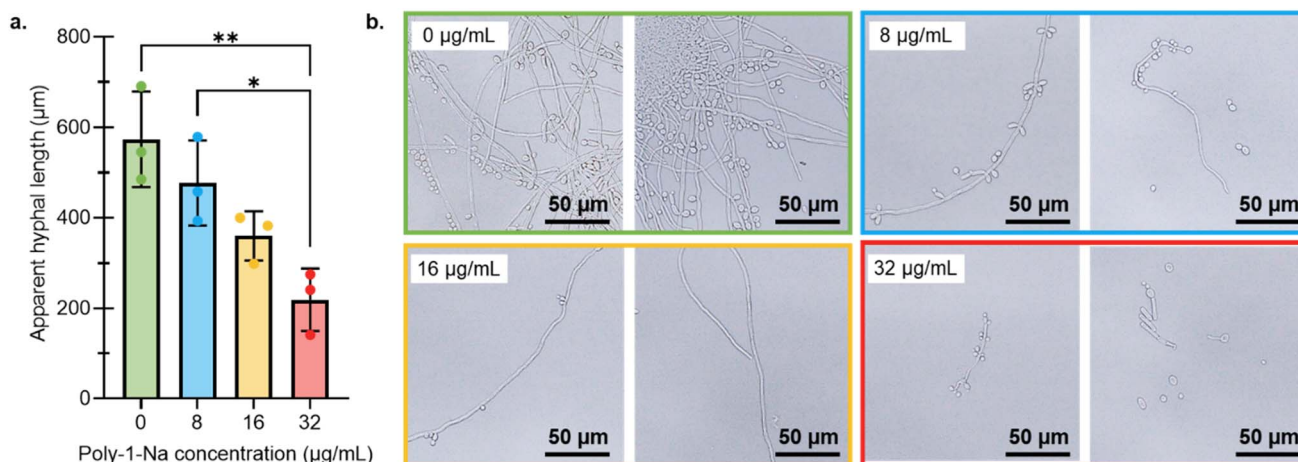 a.
800
600
400
200
0
Apparent hyphal length (µm)
**
*
0 8 16 32
Poly-1-Na concentration (µg/mL)
b.
0 µg/mL
50 µm
50 µm
8 µg/mL
50 µm
50 µm
16 µg/mL
50 µm
50 µm
32 µg/mL
50 µm
50 µm